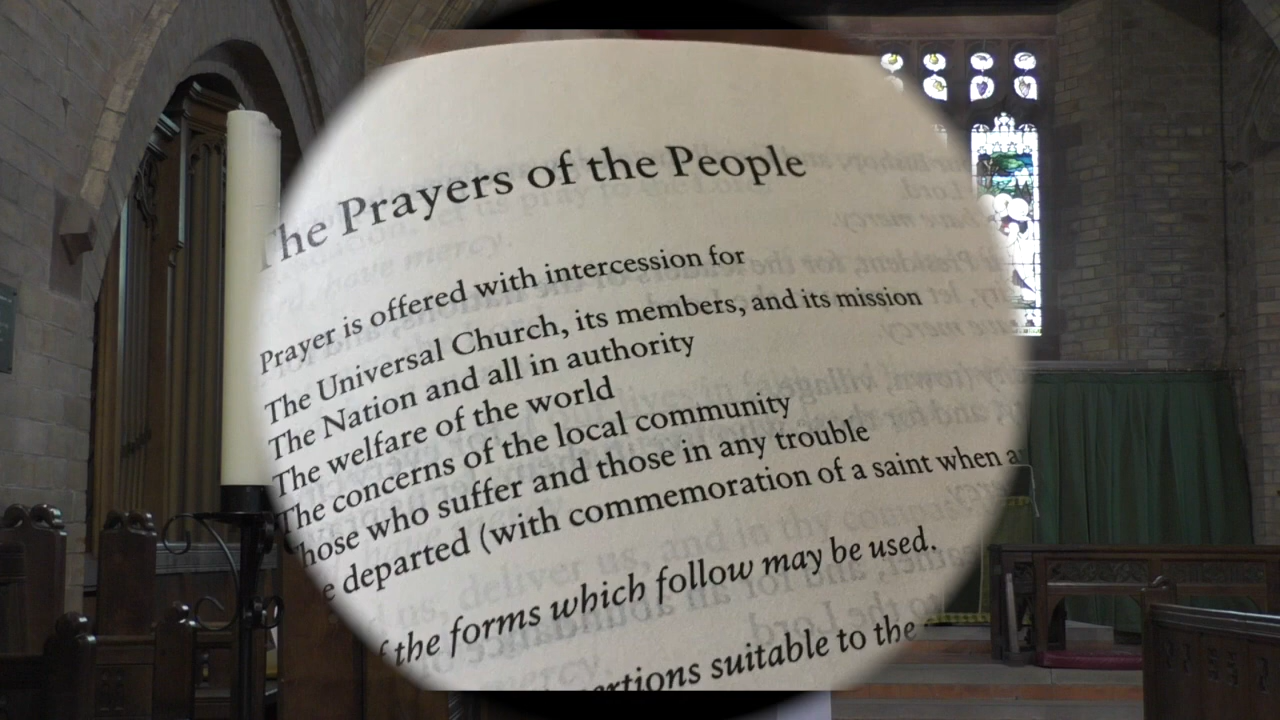 The Prayers of the People
Prayer is offered with intercession for
The Universal Church, its members, and its mission
The Nation and all in authority
The welfare of the world
The concerns of the local community
Those who suffer and those in any trouble
departed (with commemoration of a saint when
the forms which follow may be used.
suitable to the